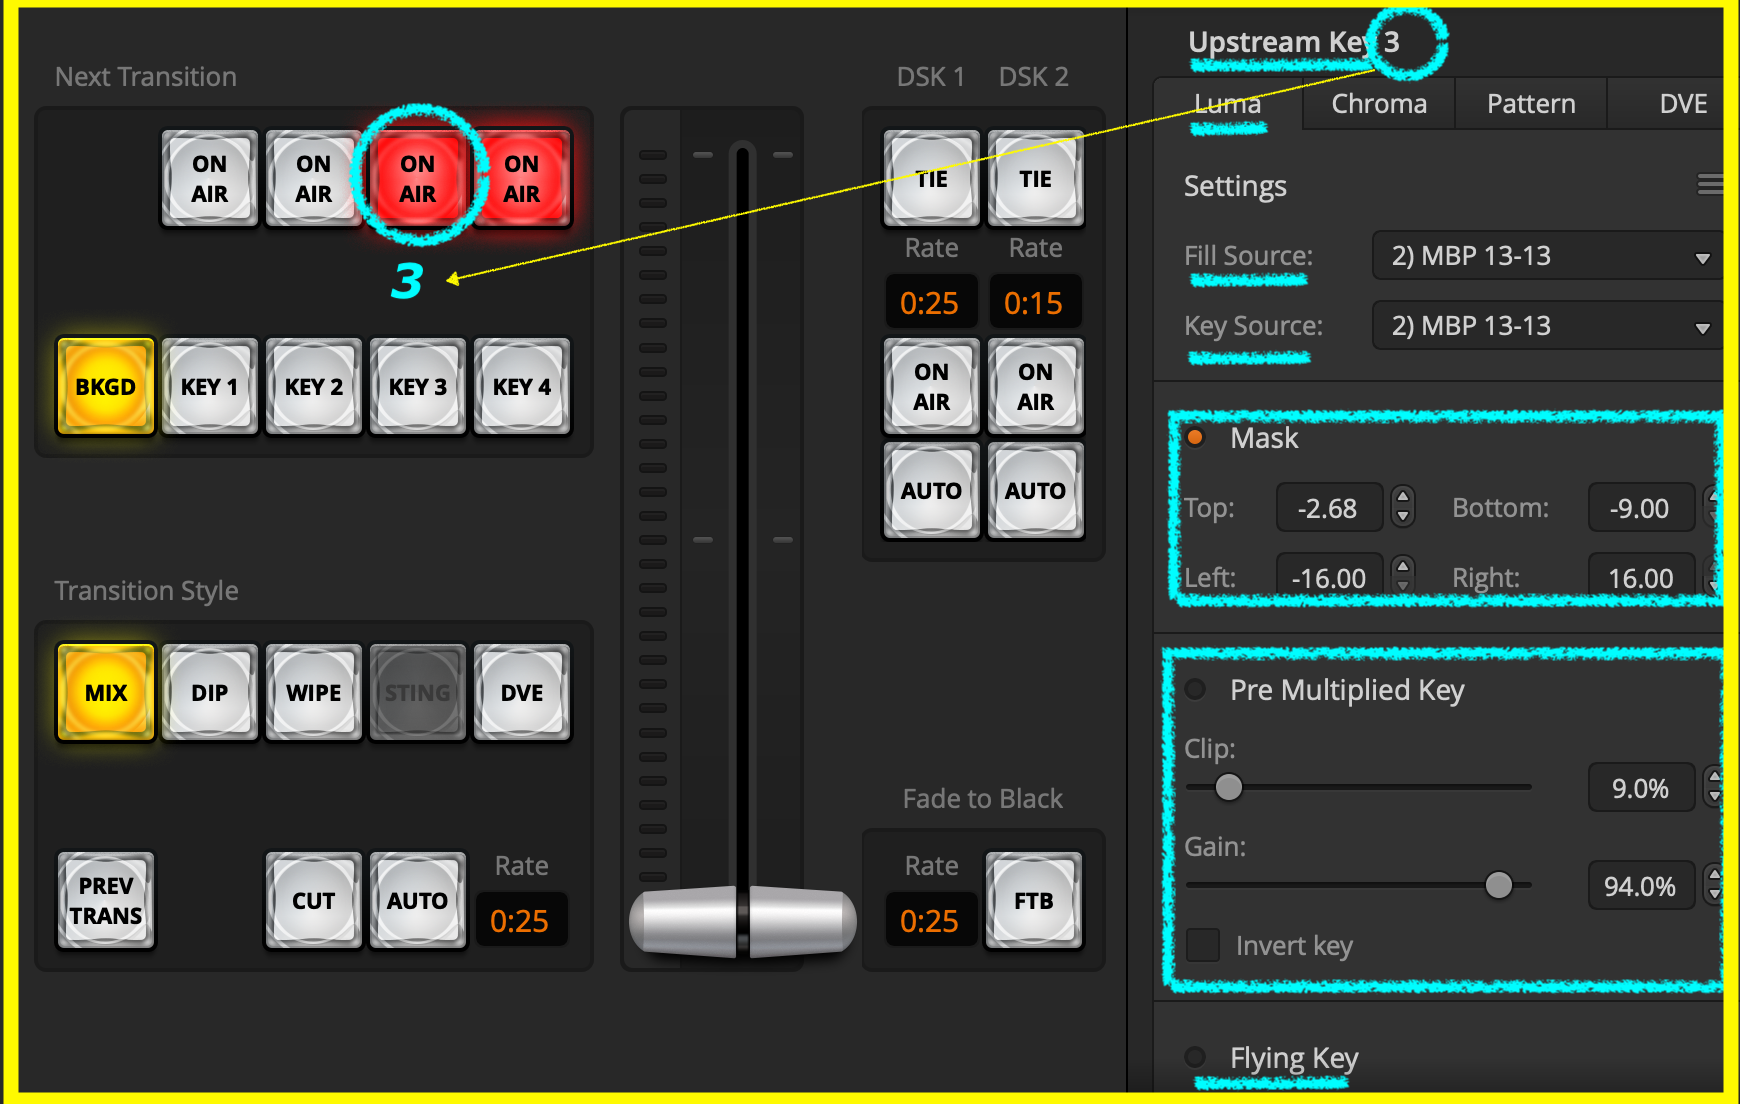 Next Transition
ON AIR
ON AIR
ON AIR
ON AIR
3
BKGD
KEY 1
KEY 2
KEY 3
KEY 4
Transition Style
MIX
DIP
WIPE
STING
DVE
PREV TRANS
CUT
AUTO
Rate
0:25
DSK 1
DSK 2
TIE
TIE
Rate
Rate
0:25
0:15
ON AIR
ON AIR
AUTO
AUTO
Fade to Black
Rate
0:25
FTB
Upstream Key 3
Luma
Chroma
Pattern
DVE
Settings
Fill Source: 2) MBP 13-13
Key Source: 2) MBP 13-13
Mask
Top: -2.68 Bottom: -9.00
Left: -16.00 Right: 16.00
Pre Multiplied Key
Clip:
9.0%
Gain:
94.0%
Invert key
Flying Key